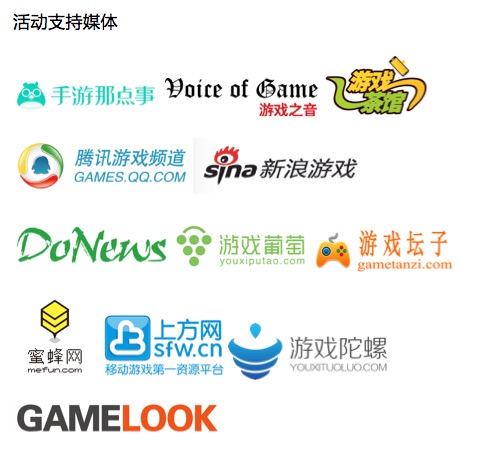 活动支持媒体
手游那点事
Voice of Game
游戏之音
游戏
茶馆
腾讯游戏频道
GAMES.QQ.COM
sina 新浪游戏
DoNews
游戏葡萄
youxiputao.com
游戏坛子
gametanzi.com
蜜蜂网
mefun.com
上方网
sfw.cn
移动游戏第一资源平台
游戏陀螺
YOUXITUOLUO.COM
GAMELOOK